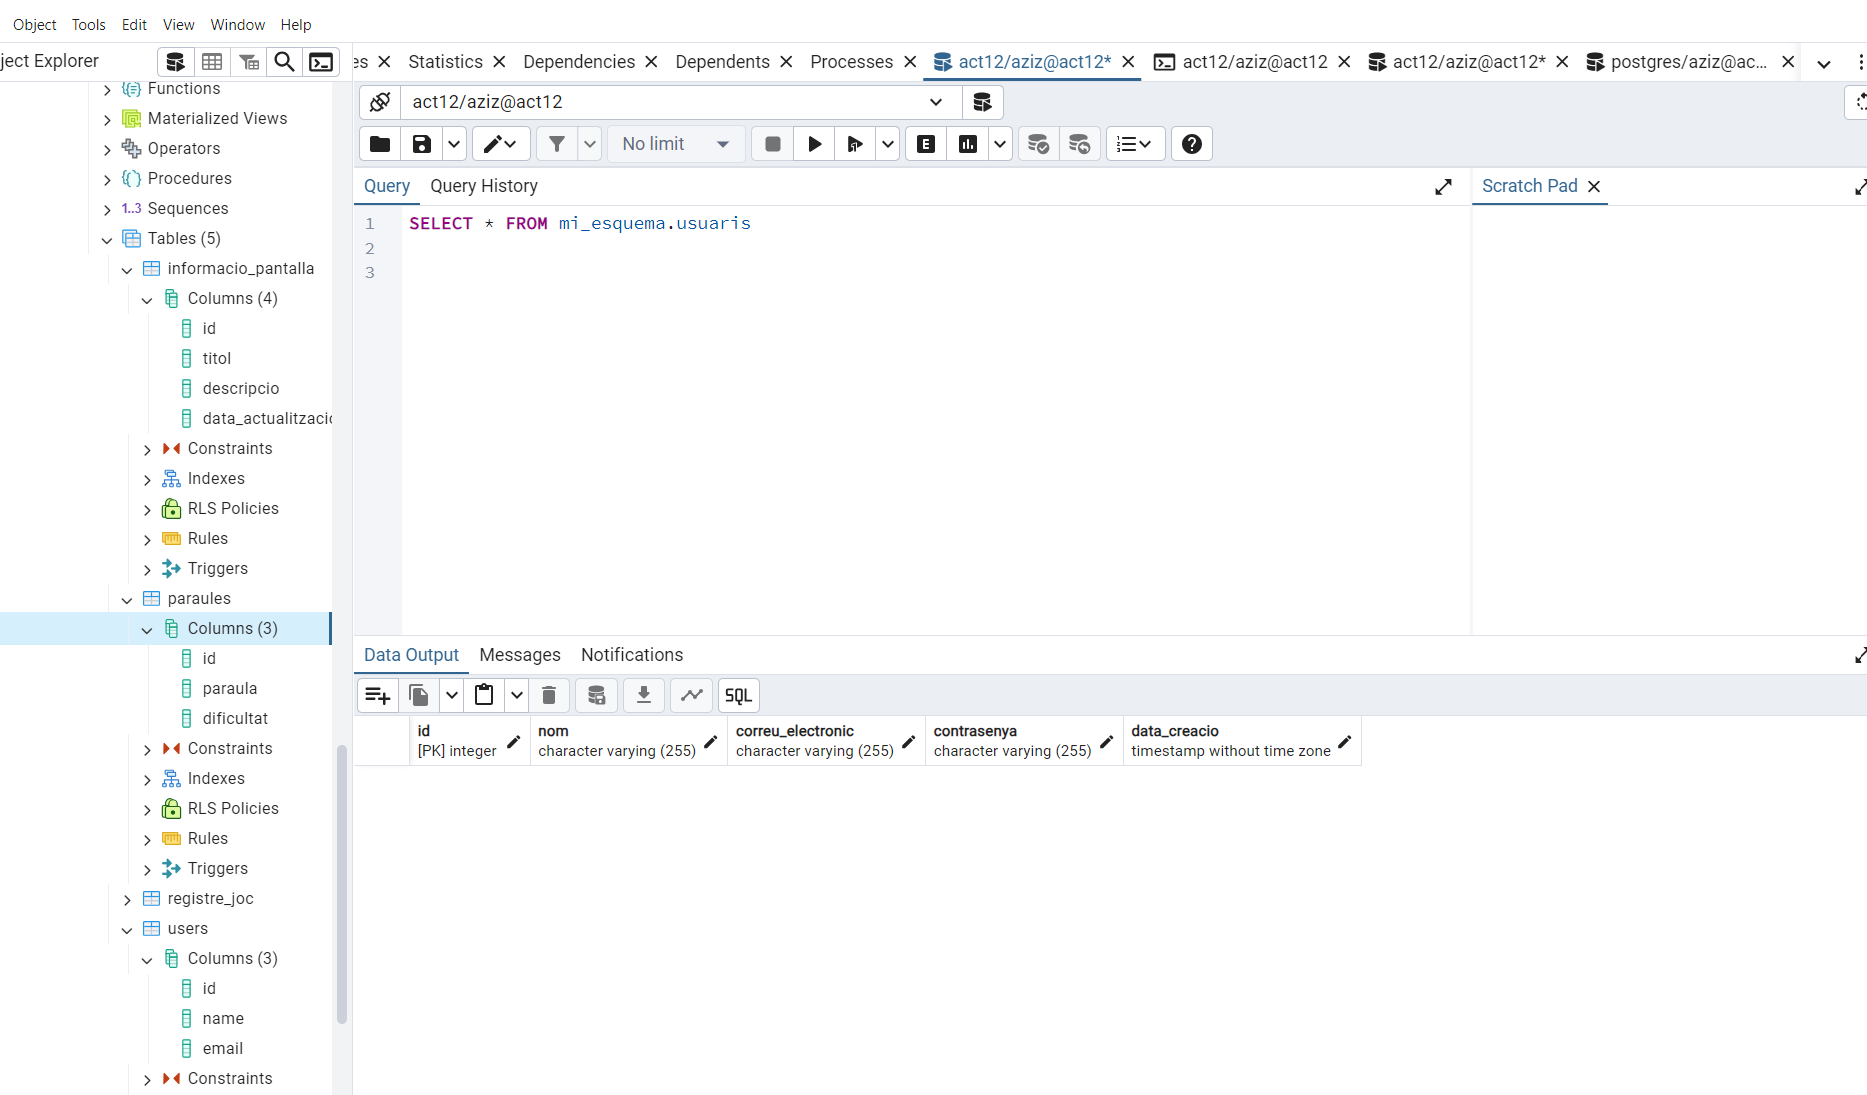 Object Tools Edit View Window Help
ject Explorer
es Statistics Dependencies Dependents Processes act12/aziz@act12* act12/aziz@act12 act12/aziz@act12* postgres/aziz@ac...
act12/aziz@act12
No limit
Query Query History
Scratch Pad
1 SELECT * FROM mi_esquema.usuaris
2
3
Functions
Materialized Views
Operators
Procedures
1..3 Sequences
Tables (5)
informacio_pantalla
Columns (4)
id
titol
descripcio
data_actualitzacio
Constraints
Indexes
RLS Policies
Rules
Triggers
paraules
Columns (3)
id
paraula
dificultat
Constraints
Indexes
RLS Policies
Rules
Triggers
registre_joc
users
Columns (3)
id
name
email
Constraints
Data Output Messages Notifications
SQL
id
[PK] integer
nom
character varying (255)
correu_electronic
character varying (255)
contrasenya
character varying (255)
data_creacio
timestamp without time zone